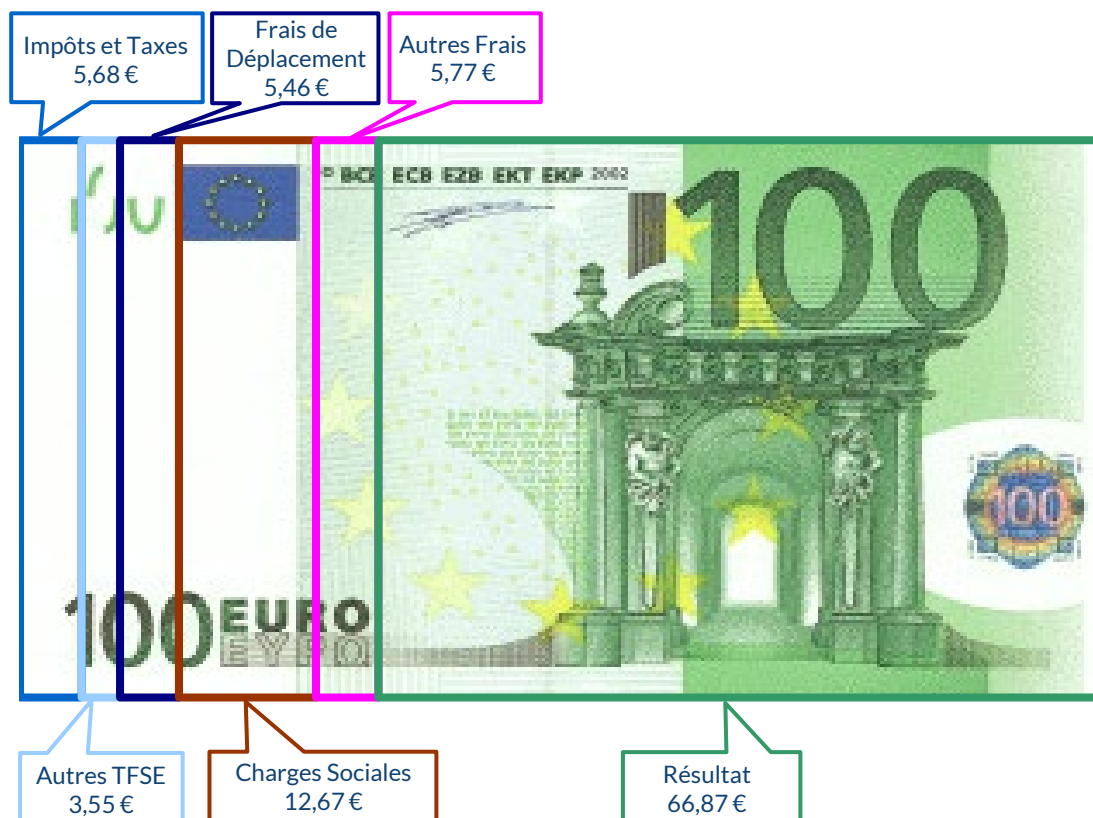 Impôts et Taxes
5,68 €
Frais de
Déplacement
5,46 €
Autres Frais
5,77 €
BCE ECB EZB EKT EKP 2002
100
100
100 EURO
ΕΥΡΩ
Autres TFSE
3,55 €
Charges Sociales
12,67 €
Résultat
66,87 €